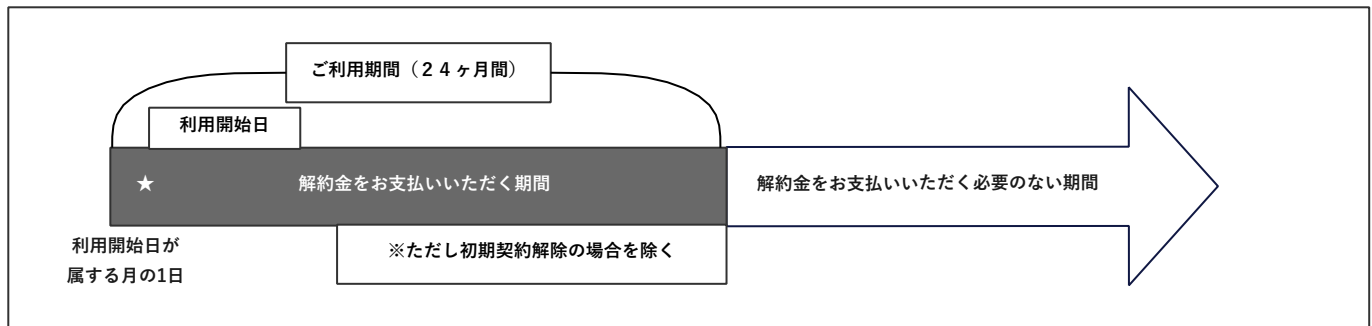 ご利用期間（２４ヶ月間）
利用開始日
★
解約金をお支払いいただく期間
解約金をお支払いいただく必要のない期間
利用開始日が
属する月の1日
※ただし初期契約解除の場合を除く